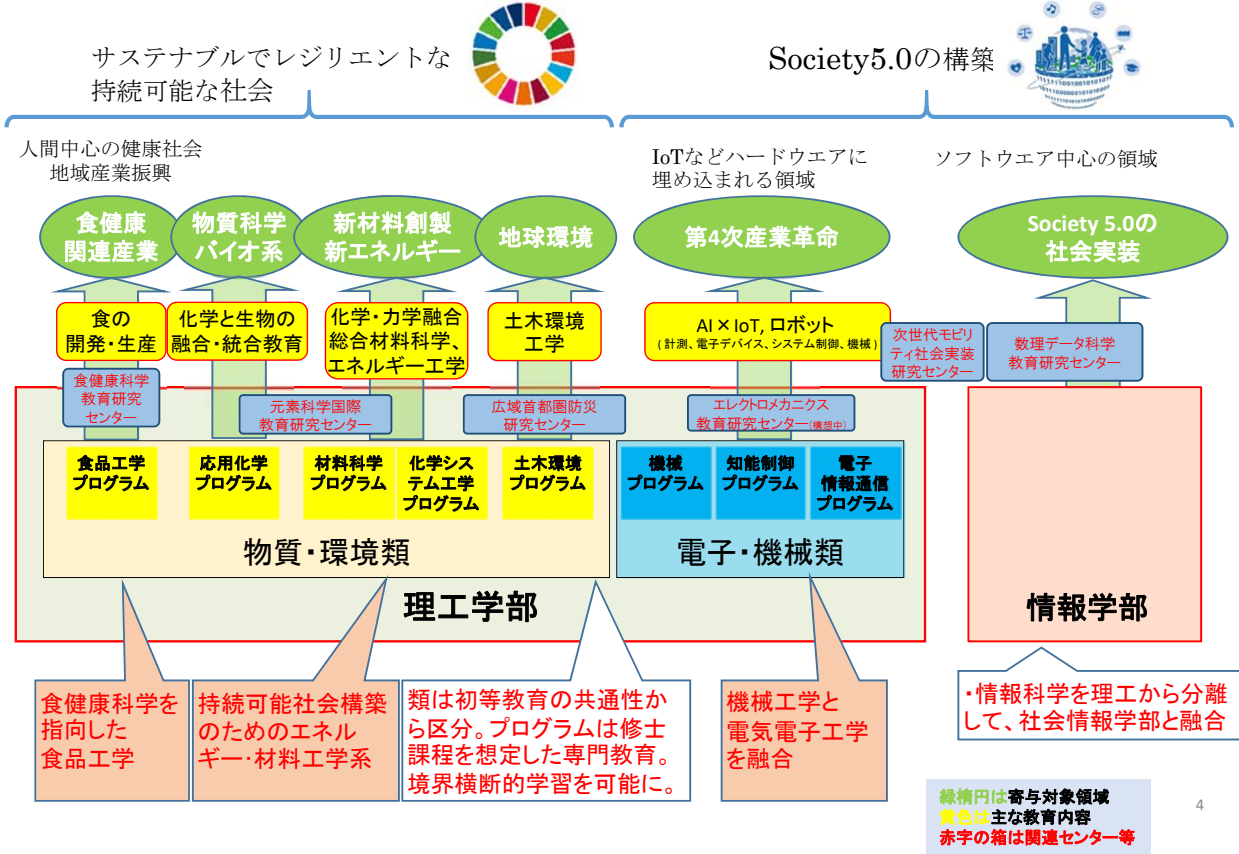 サステナブルでレジリエントな
持続可能な社会
Society5.0の構築
人間中心の健康社会
地域産業振興
IoTなどハードウエアに
埋め込まれる領域
ソフトウエア中心の領域
食健康
関連産業
物質科学
バイオ系
新材料創製
新エネルギー
地球環境
第4次産業革命
Society 5.0の
社会実装
食の
開発・生産
化学と生物の
融合・統合教育
化学・力学融合
総合材料科学、
エネルギー工学
土木環境
工学
AI×IoT, ロボット
(計測、電子デバイス、システム制御、機械)
次世代モビリ
ティ社会実装
研究センター
数理データ科学
教育研究センター
食健康科学
教育研究
センター
元素科学国際
教育研究センター
広域首都圏防災
研究センター
エレクトロメカニクス
教育研究センター(構想中)
食品工学
プログラム
応用化学
プログラム
材料科学
プログラム
化学シス
テム工学
プログラム
土木環境
プログラム
機械
プログラム
知能制御
プログラム
電子
情報通信
プログラム
物質・環境類
電子・機械類
理工学部
情報学部
食健康科学を
指向した
食品工学
持続可能社会構築
のためのエネル
ギー・材料工学系
類は初等教育の共通性か
ら区分。プログラムは修士
課程を想定した専門教育。
境界横断的学習を可能に。
機械工学と
電気電子工学
を融合
・情報科学を理工から分離
して、社会情報学部と融合
緑楕円は寄与対象領域
黄色は主な教育内容
赤字の箱は関連センター等
4